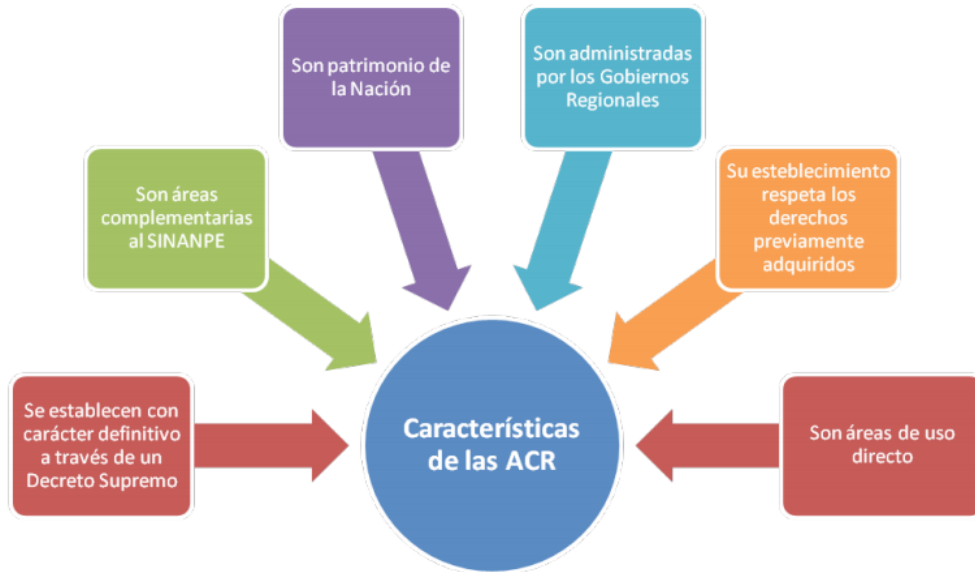 Son patrimonio de
la Nación
Son administradas
por los Gobiernos
Regionales
Son áreas
complementarias
al SINANPE
Su esteblecimiento
respeta los
derechos
previamente
adquiridos
Se establecen con
carácter definitivo
a través de un
Decreto Supremo
Características
de las ACR
Son áreas de uso
directo